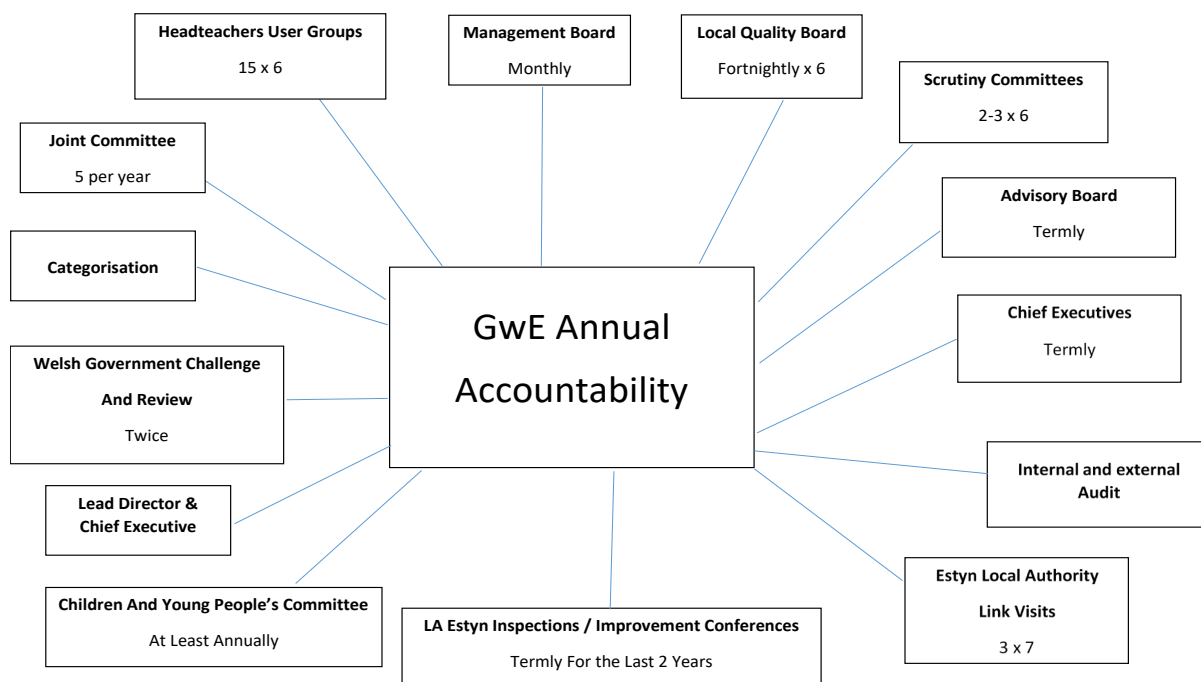 Headteachers User Groups
15 x 6
Management Board
Monthly
Local Quality Board
Fortnightly x 6
Scrutiny Committees
2-3 x 6
Joint Committee
5 per year
Advisory Board
Termly
Categorisation
GwE Annual
Accountability
Chief Executives
Termly
Welsh Government Challenge
And Review
Twice
Internal and external
Audit
Lead Director &
Chief Executive
Estyn Local Authority
Link Visits
3 x 7
Children And Young People’s Committee
At Least Annually
LA Estyn Inspections / Improvement Conferences
Termly For the Last 2 Years